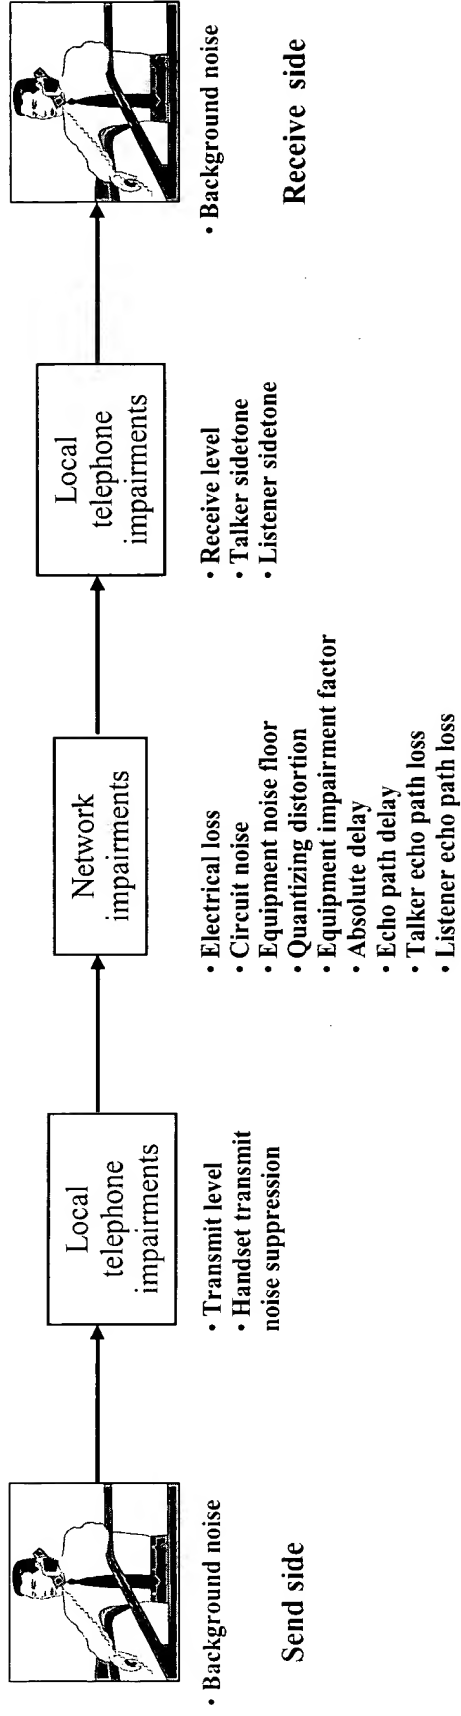 • Background noise
Send side
Local
telephone
impairments
• Transmit level
• Handset transmit
noise suppression
Network
impairments
• Electrical loss
• Circuit noise
• Equipment noise floor
• Quantizing distortion
• Equipment impairment factor
• Absolute delay
• Echo path delay
• Talker echo path loss
• Listener echo path loss
Local
telephone
impairments
• Receive level
• Talker sidetone
• Listener sidetone
• Background noise
Receive side